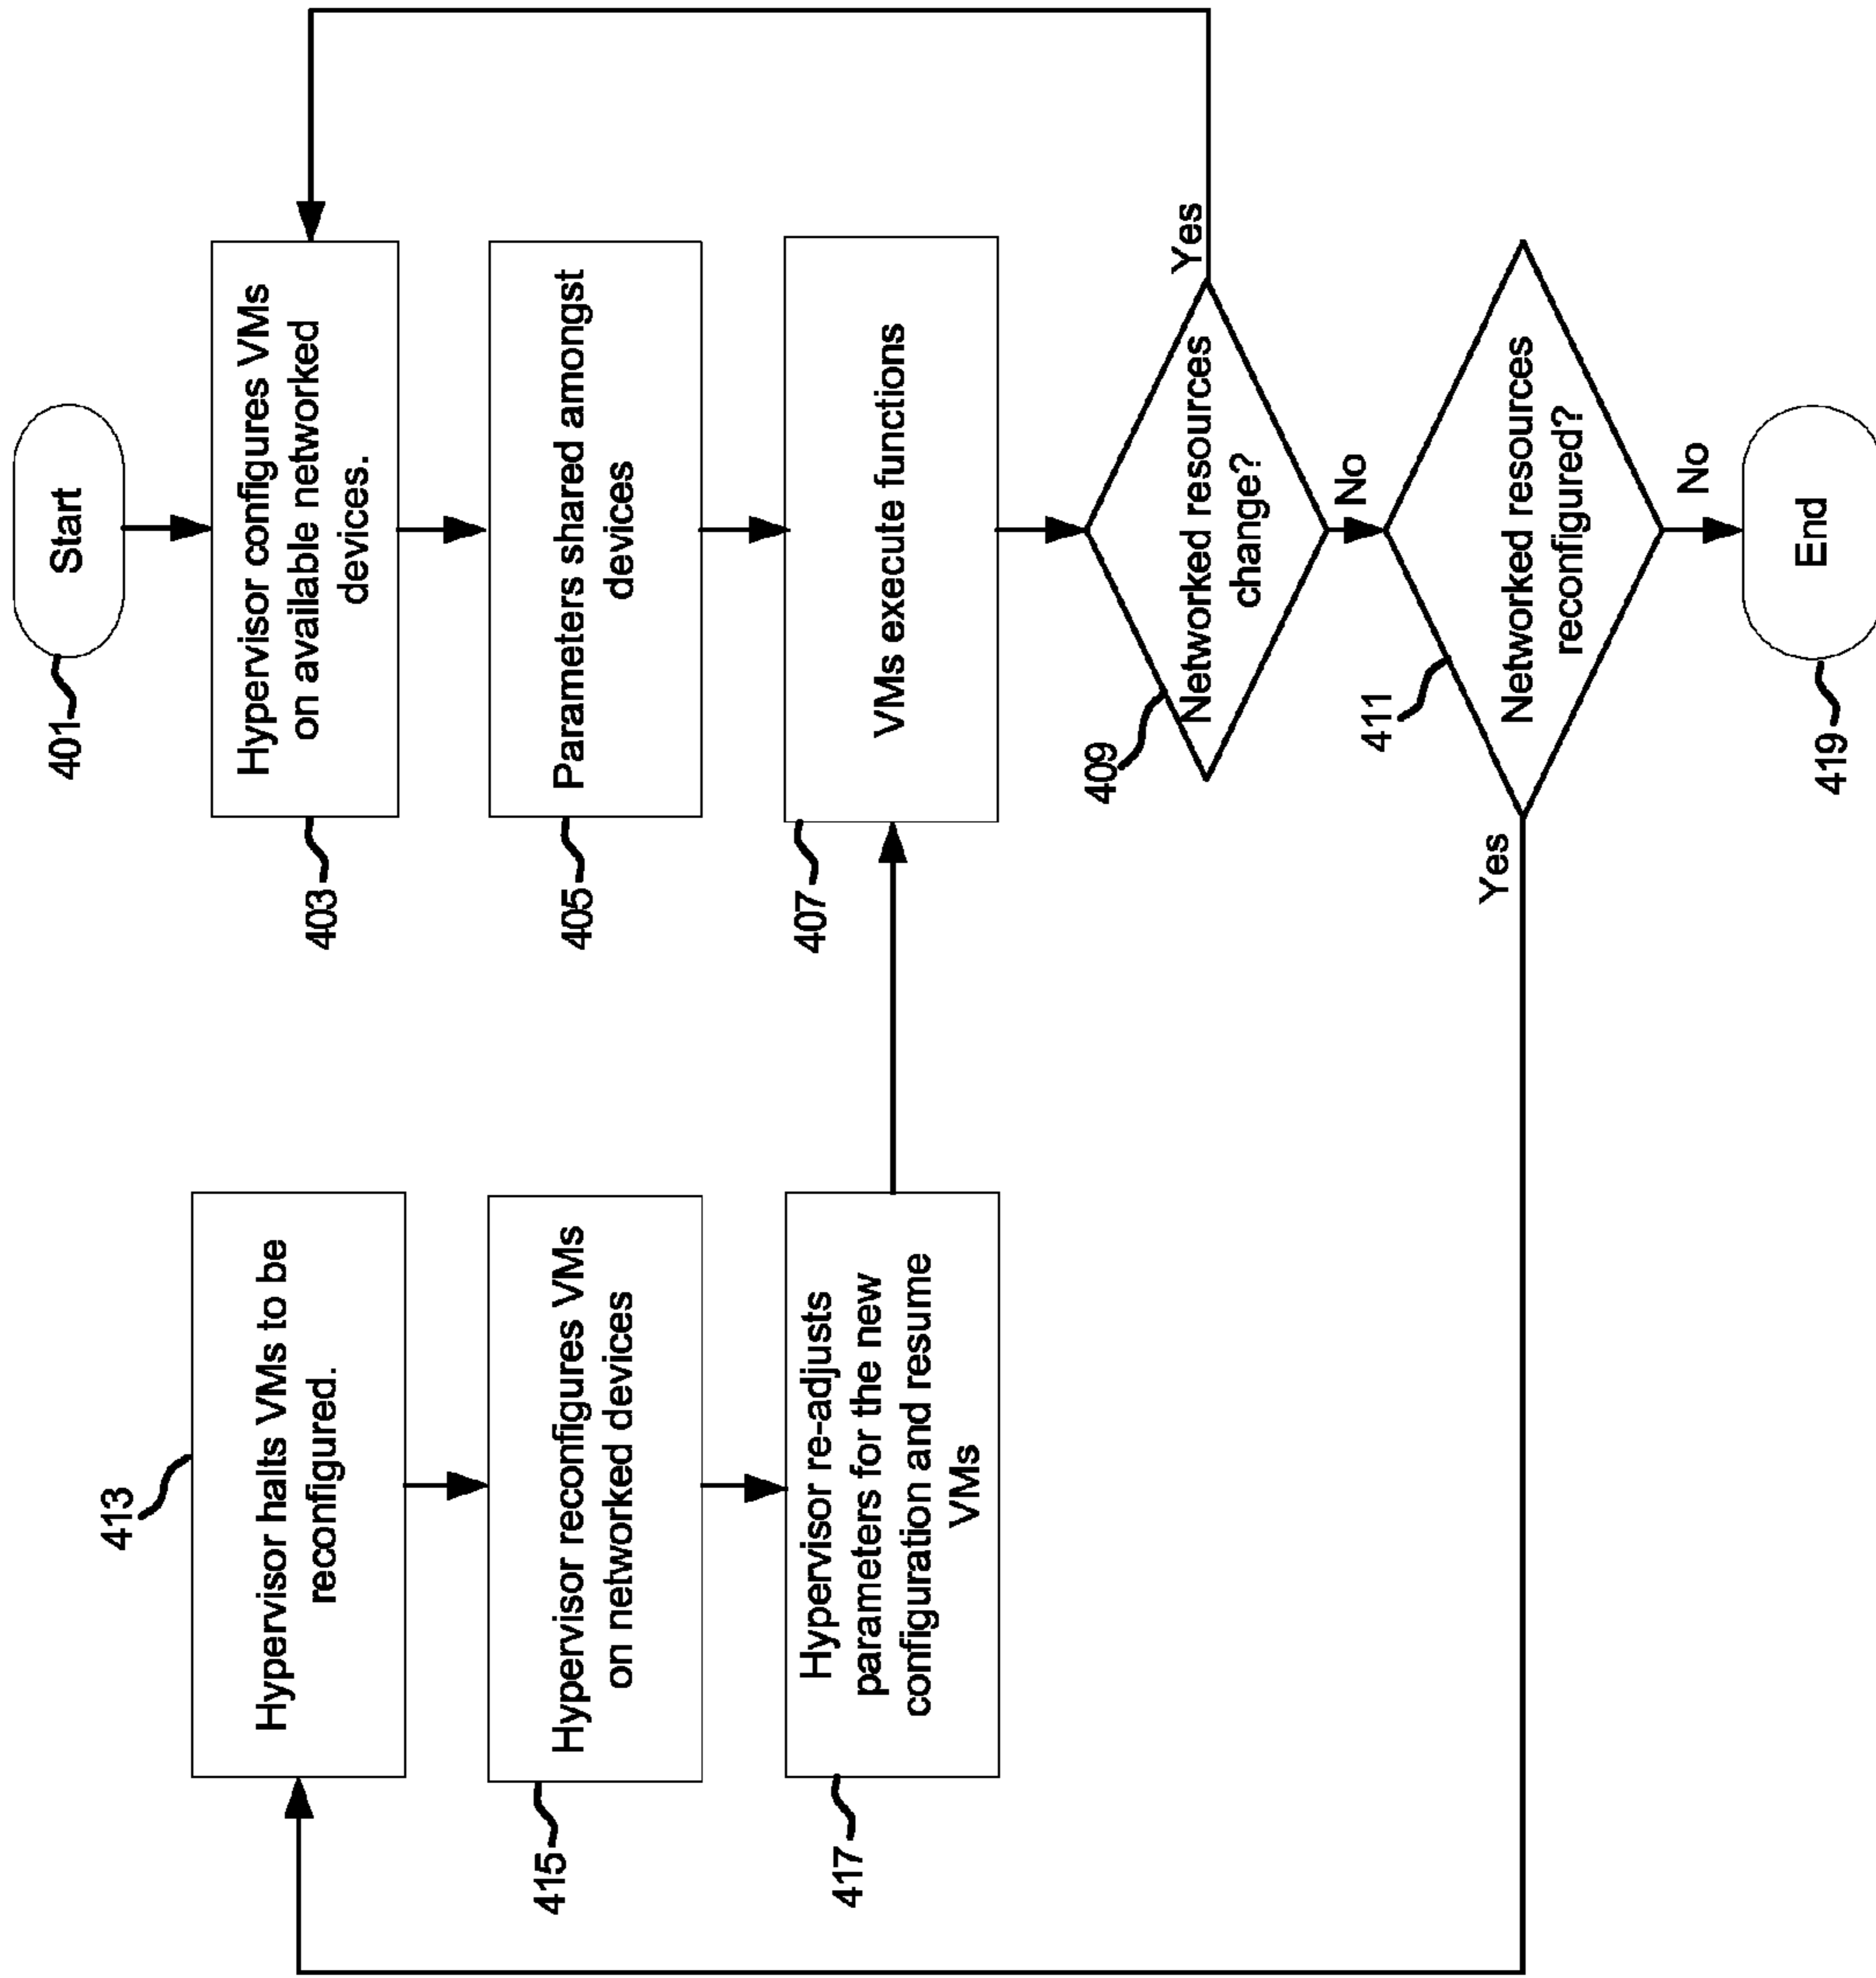 Start
401
Hypervisor configures VMs
on available networked
devices.
403
Parameters shared amongst
devices
405
VMs execute functions
407
Networked resources
change?
409
Yes
No
Networked resources
reconfigured?
411
Yes
No
End
419
413
Hypervisor halts VMs to be
reconfigured.
Hypervisor reconfigures VMs
on networked devices
415
Hypervisor re-adjusts
parameters for the new
configuration and resume
VMs
417